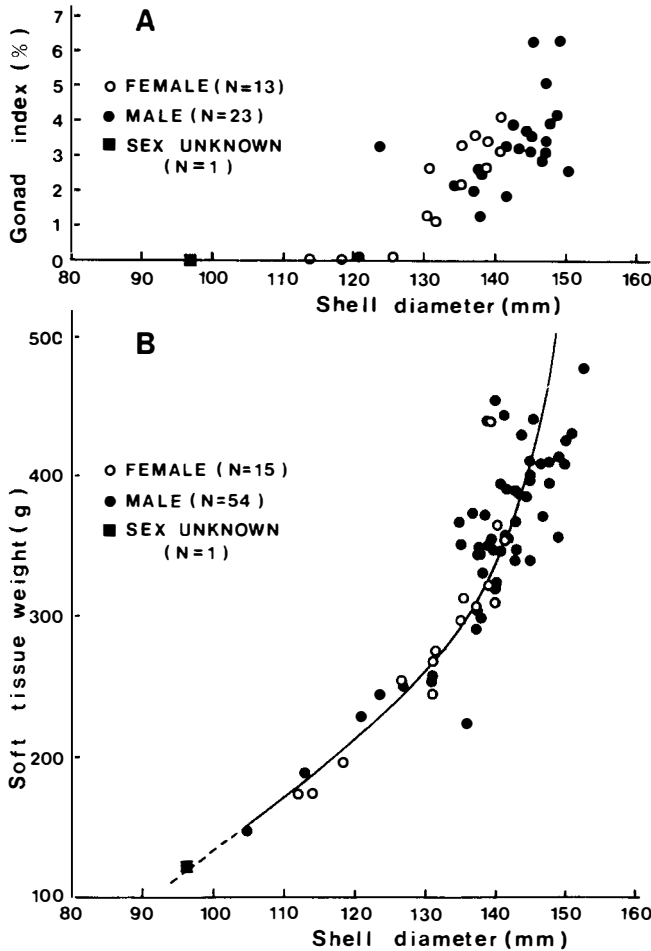 A
Gonad index (%)
7
6
5
4
3
2
1
0
FEMALE (N=13)
MALE (N=23)
SEX UNKNOWN
(N=1)
80 90 100 110 120 130 140 150 160
Shell diameter (mm)
B
Soft tissue weight (g)
500
400
300
200
100
FEMALE (N=15)
MALE (N=54)
SEX UNKNOWN
(N=1)
80 90 100 110 120 130 140 150 160
Shell diameter (mm)